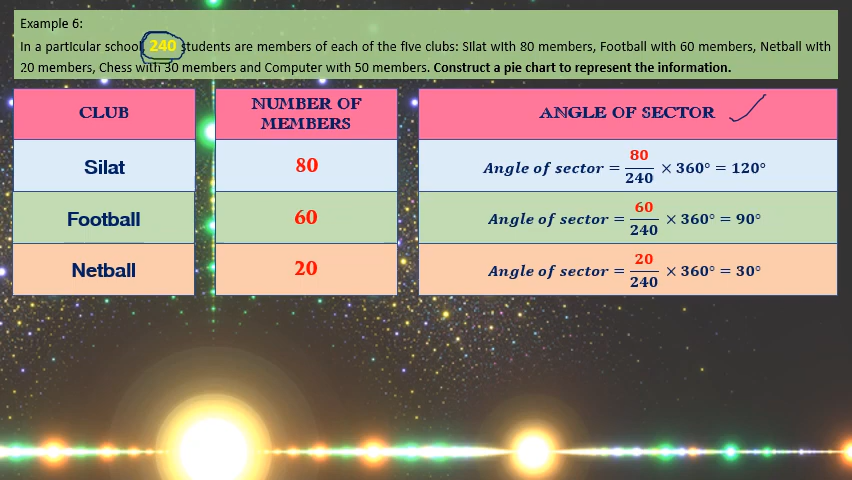 Example 6:
In a particular school, 240 students are members of each of the five clubs: Silat with 80 members, Football with 60 members, Netball with
20 members, Chess with 30 members and Computer with 50 members. Construct a pie chart to represent the information.
CLUB
NUMBER OF
MEMBERS
ANGLE OF SECTOR
Silat
80
Angle of sector = 80/240 × 360° = 120°
Football
60
Angle of sector = 60/240 × 360° = 90°
Netball
20
Angle of sector = 20/240 × 360° = 30°